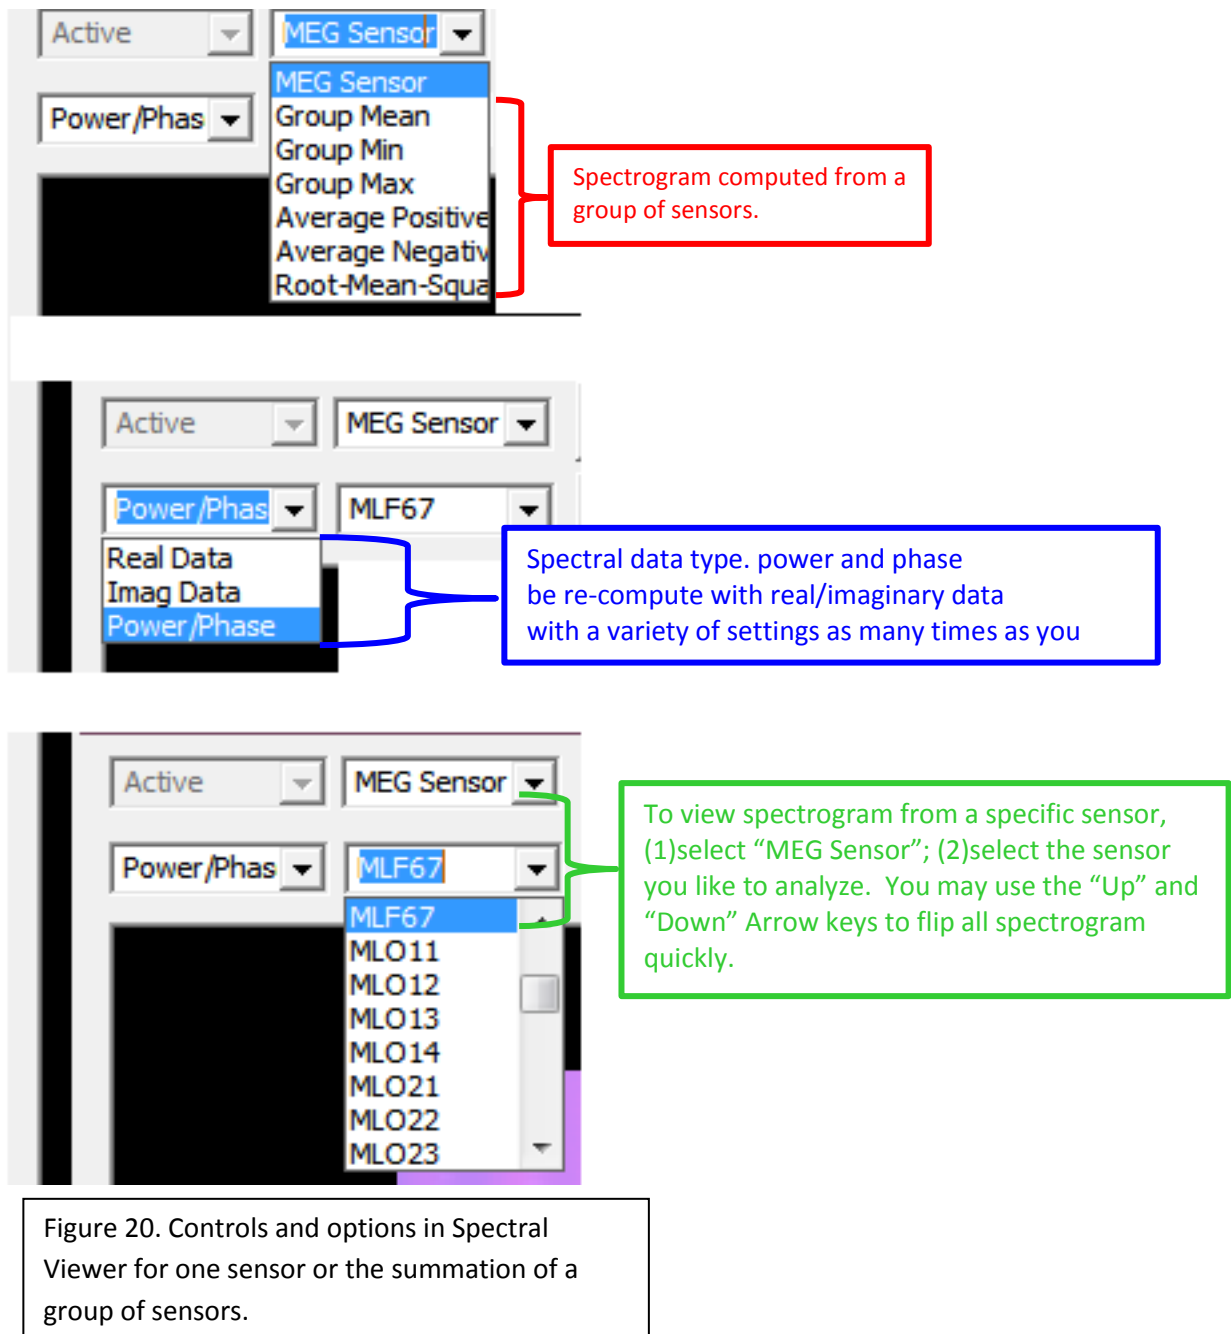 Active MEG Sensor
MEG Sensor
Power/Phas Group Mean
Group Min
Group Max
Average Positive
Average Negativ
Root-Mean-Squa
Spectrogram computed from a
group of sensors.
Active MEG Sensor
Power/Phas MLF67
Real Data
Imag Data
Power/Phase
Spectral data type. power and phase
be re-compute with real/imaginary data
with a variety of settings as many times as you
Active MEG Sensor
Power/Phas MLF67
MLF67
MLO11
MLO12
MLO13
MLO14
MLO21
MLO22
MLO23
To view spectrogram from a specific sensor,
(1)select “MEG Sensor”; (2)select the sensor
you like to analyze.  You may use the “Up” and
“Down” Arrow keys to flip all spectrogram
quickly.
Figure 20. Controls and options in Spectral
Viewer for one sensor or the summation of a
group of sensors.